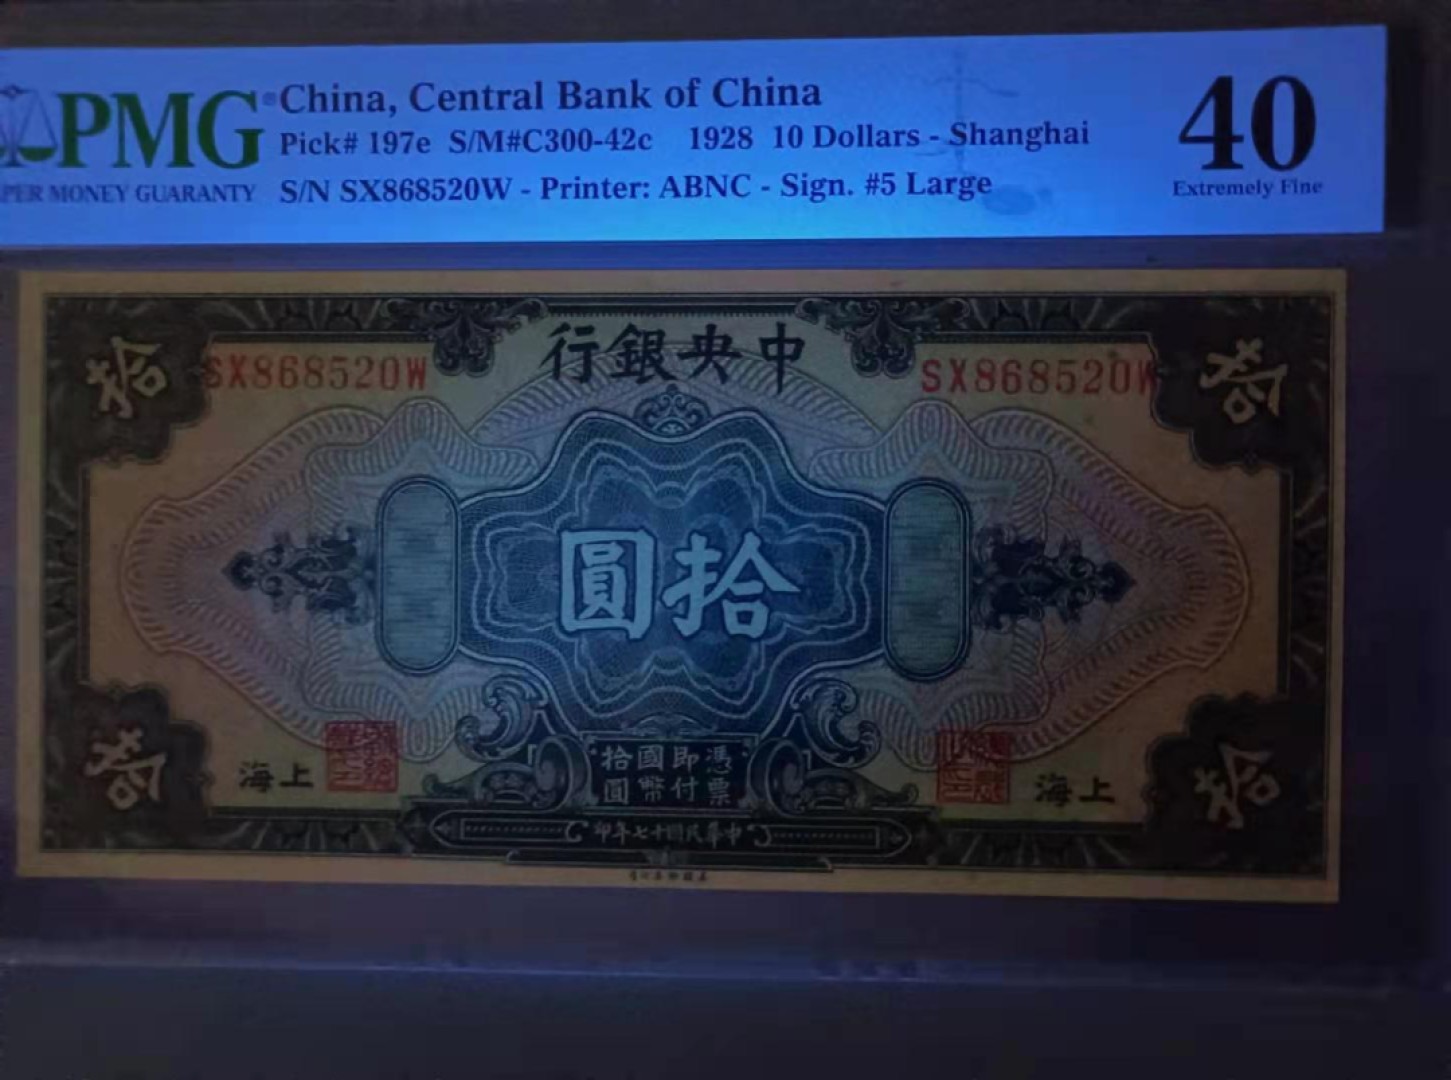 PMG
PER MONEY GUARANTY
China, Central Bank of China
Pick# 197e S/M#C300-42c 1928 10 Dollars - Shanghai
S/N SX868520W - Printer: ABNC - Sign. #5 Large
40
Extremely Fine
行銀央中
拾 SX868520W SX868520W 拾
圓拾
拾國即憑
圓幣付票
拾 海上 海上 拾
印年七十國民華中